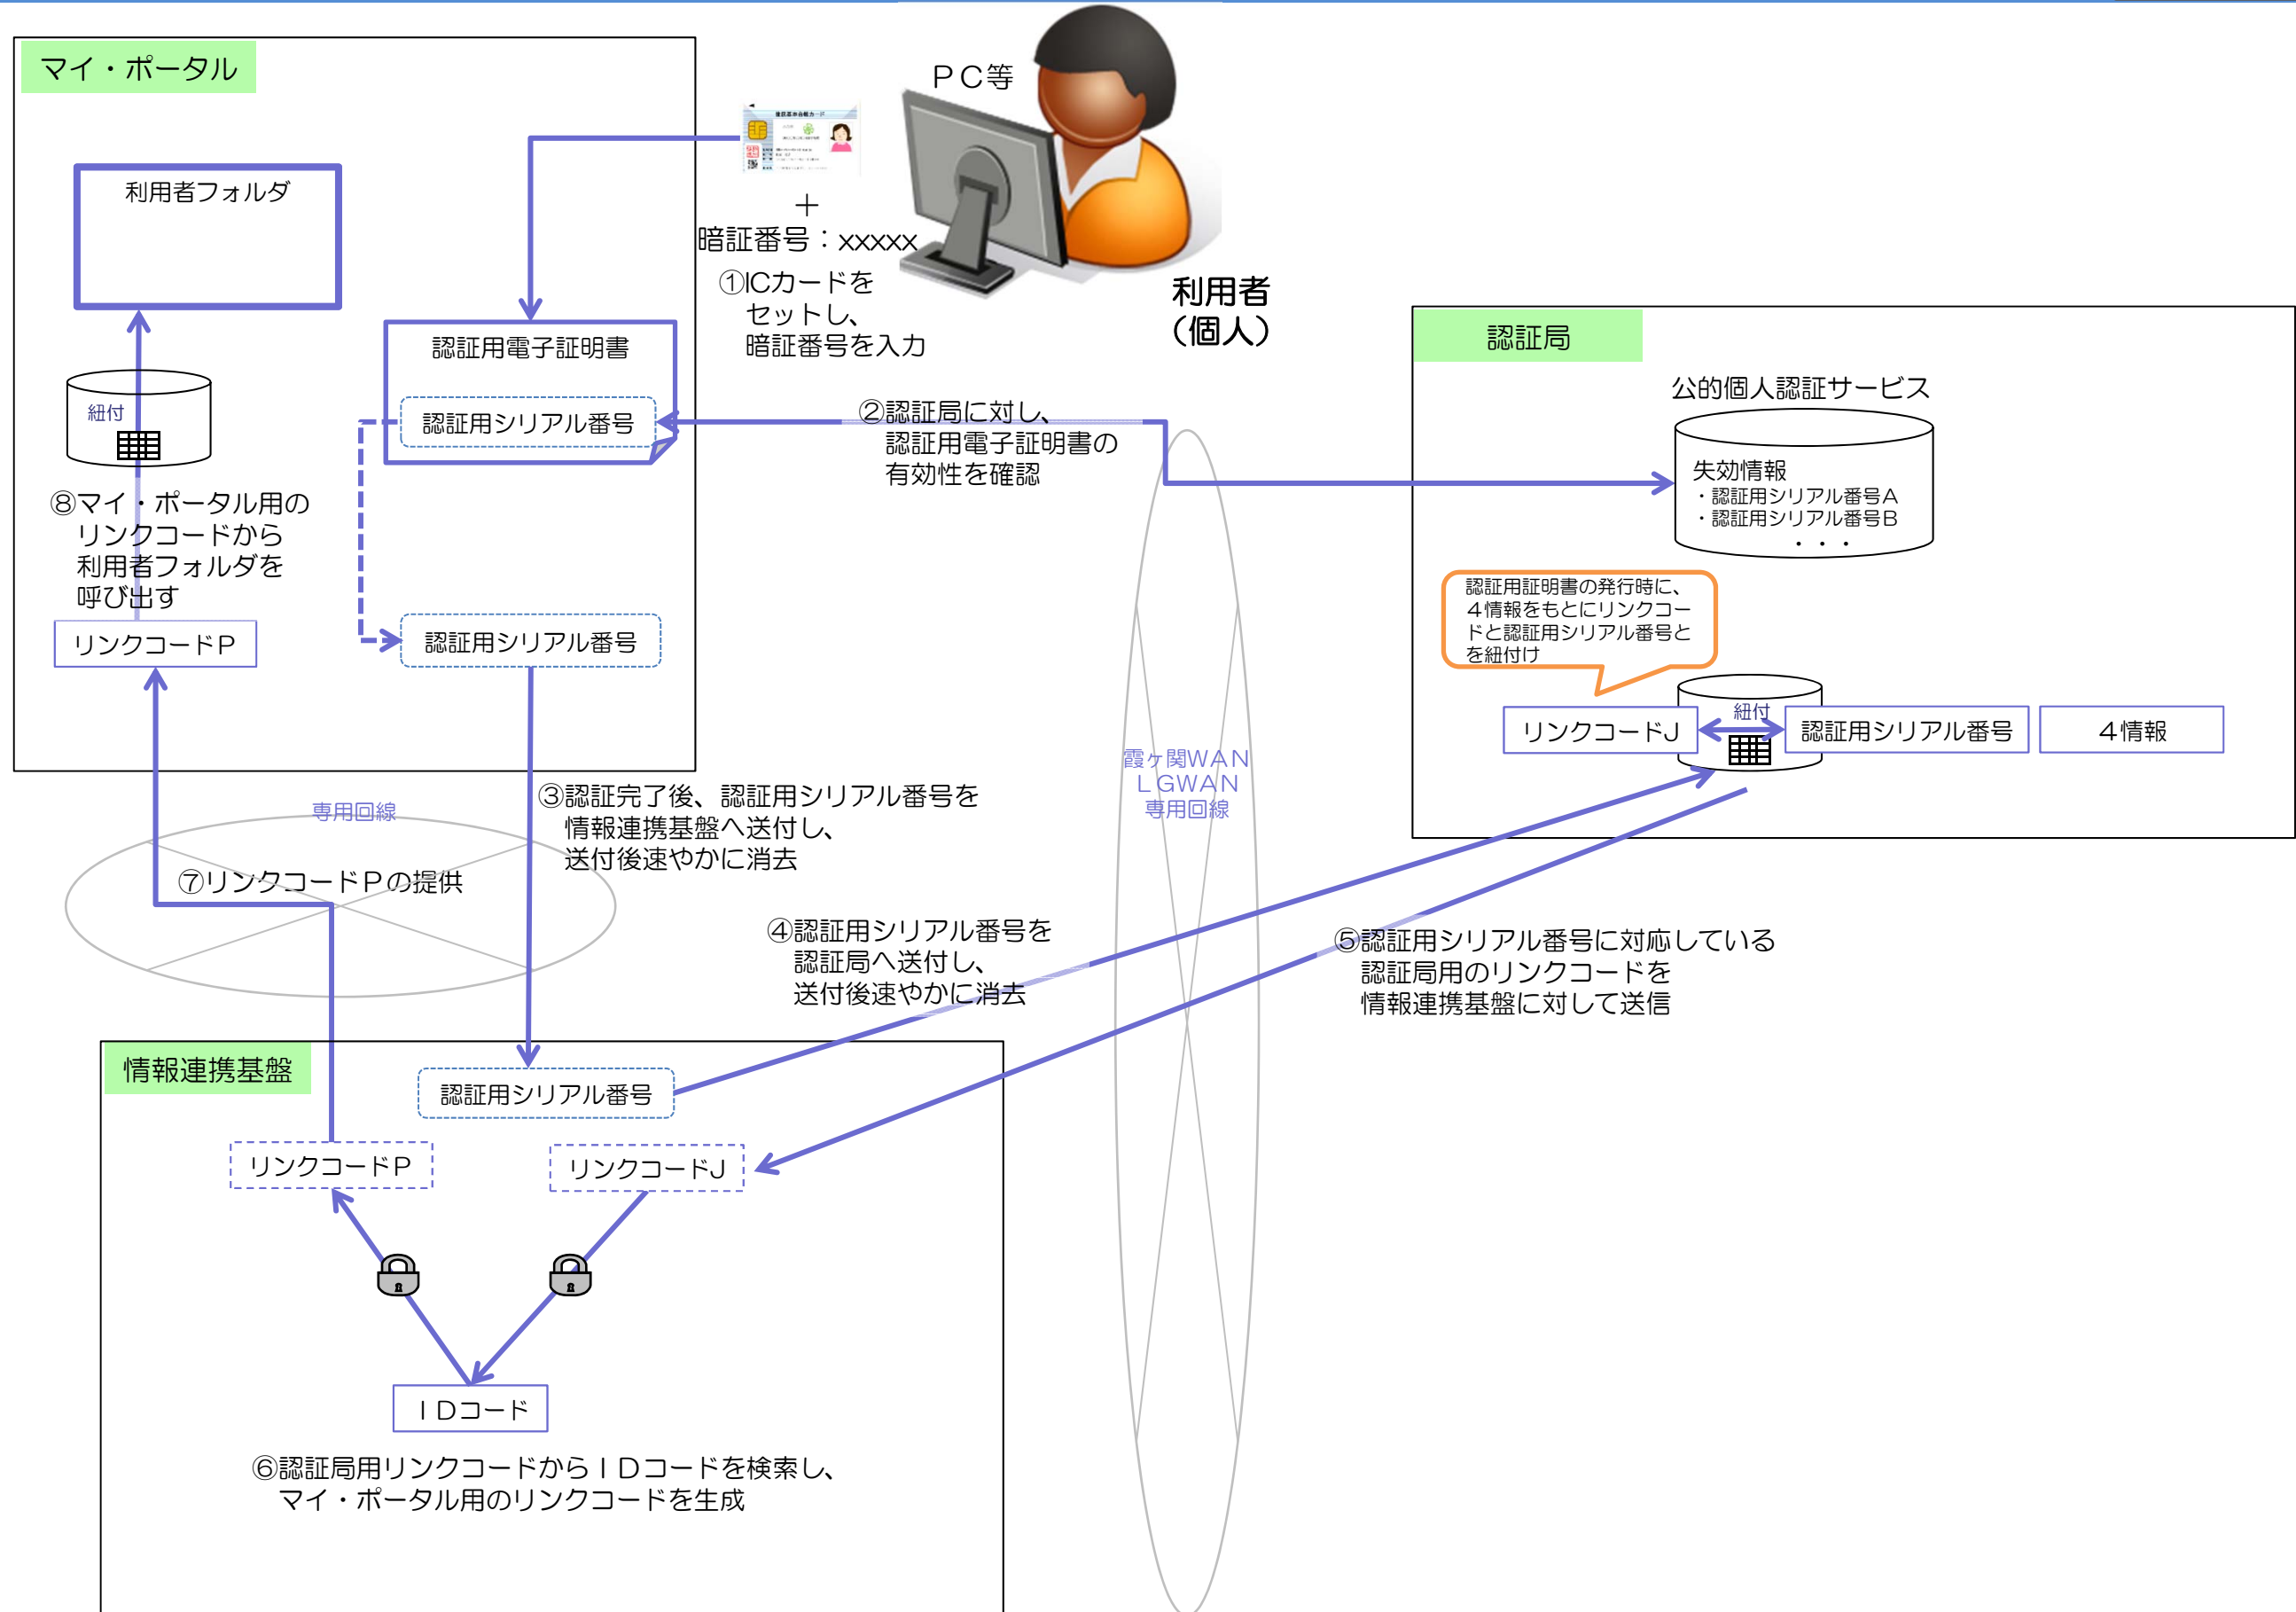 マイ・ポータル
利用者フォルダ
紐付
⑧マイ・ポータル用の
リンクコードから
利用者フォルダを
呼び出す
リンクコードP
認証用電子証明書
認証用シリアル番号
認証用シリアル番号
PC等
+
暗証番号：xxxxx
①ICカードを
セットし、
暗証番号を入力
利用者
(個人)
②認証局に対し、
認証用電子証明書の
有効性を確認
認証局
公的個人認証サービス
失効情報
・認証用シリアル番号A
・認証用シリアル番号B
・・・
認証用証明書の発行時に、
4情報をもとにリンクコー
ドと認証用シリアル番号と
を紐付け
リンクコードJ
紐付
認証用シリアル番号
4情報
霞ヶ関WAN
LGWAN
専用回線
専用回線
③認証完了後、認証用シリアル番号を
情報連携基盤へ送付し、
送付後速やかに消去
⑦リンクコードPの提供
④認証用シリアル番号を
認証局へ送付し、
送付後速やかに消去
⑤認証用シリアル番号に対応している
認証局用のリンクコードを
情報連携基盤に対して送信
情報連携基盤
認証用シリアル番号
リンクコードP
リンクコードJ
IDコード
⑥認証局用リンクコードからIDコードを検索し、
マイ・ポータル用のリンクコードを生成